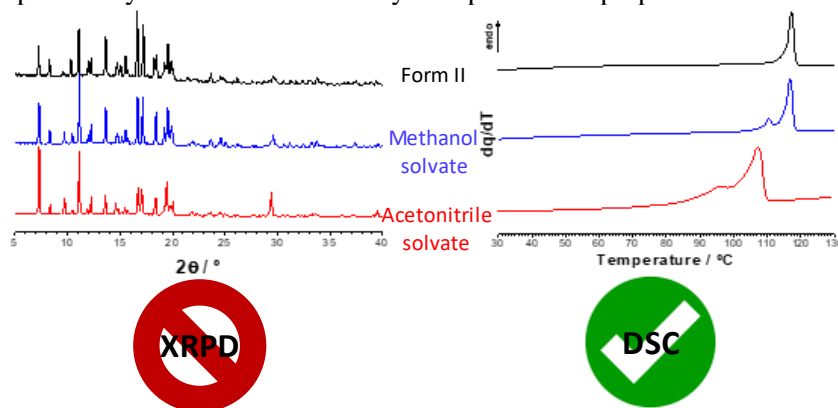 endo
Form II
Methanol
solvate
Acetonitrile
solvate
dq/dT
5 10 15 20 25 30 35 40
2θ / °
30 40 50 60 70 80 90 100 110 120 130
Temperature / ºC
XRPD
DSC